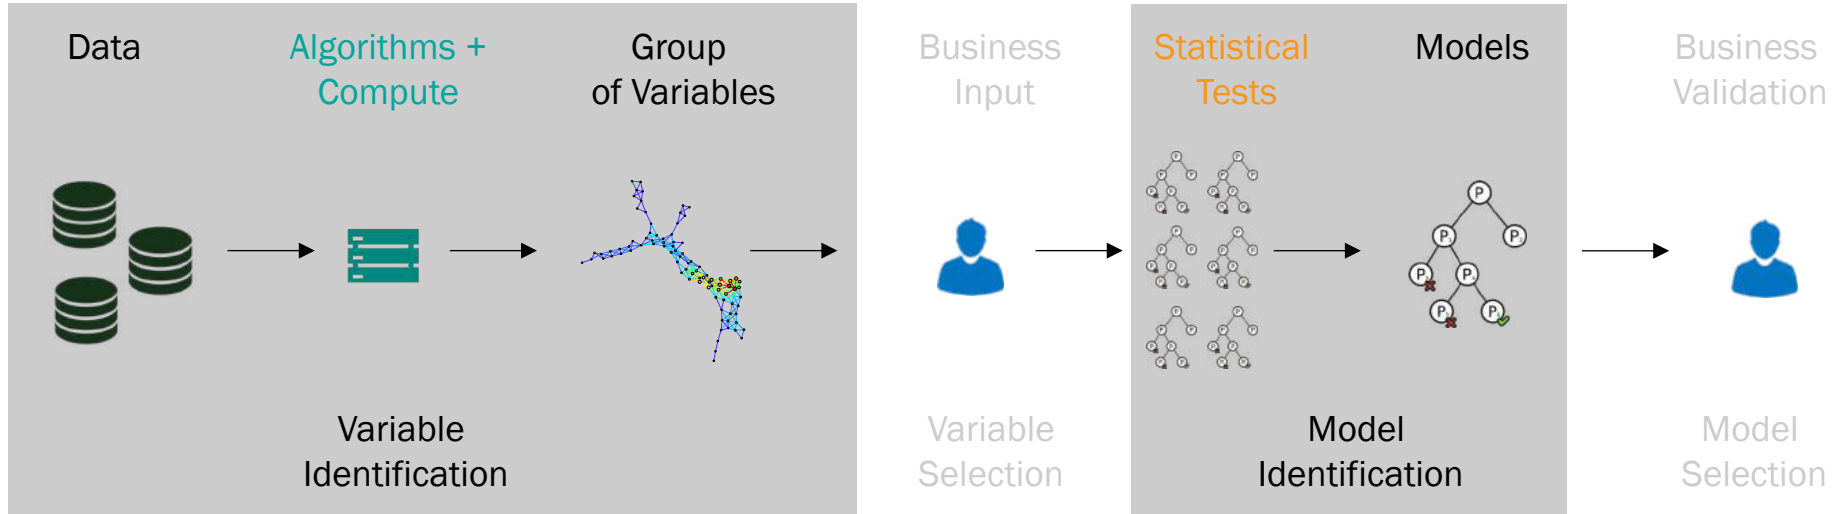 Data
Algorithms +
Compute
Group
of Variables
Business
Input
Statistical
Tests
Models
Business
Validation
P
P
P
P
P
Variable
Identification
Variable
Selection
Model
Identification
Model
Selection